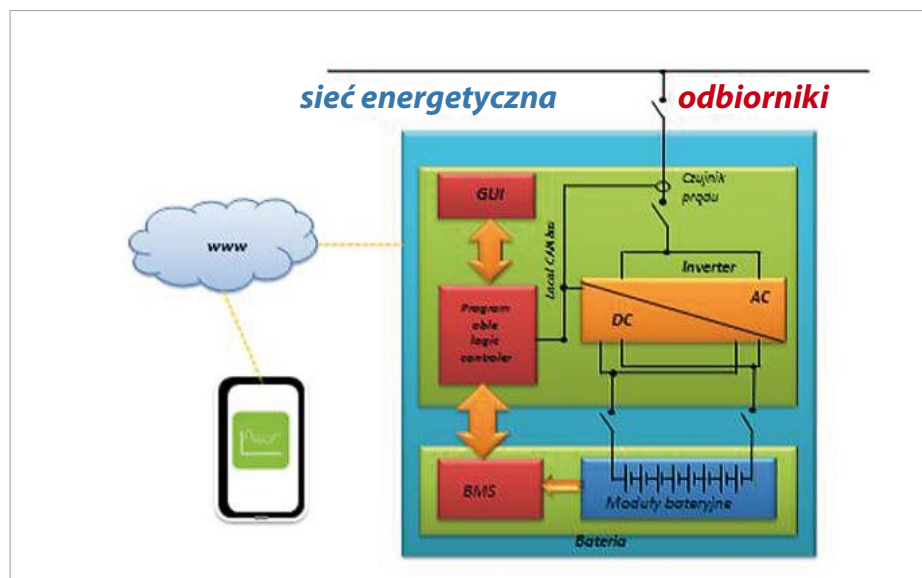 sieć energetyczna
odbiorniki
GUI
Czujnik
prądu
www
Local CAN bus
Inverter
AC
DC
Program
able
logic
controler
BMS
Moduły bateryjne
Bateria